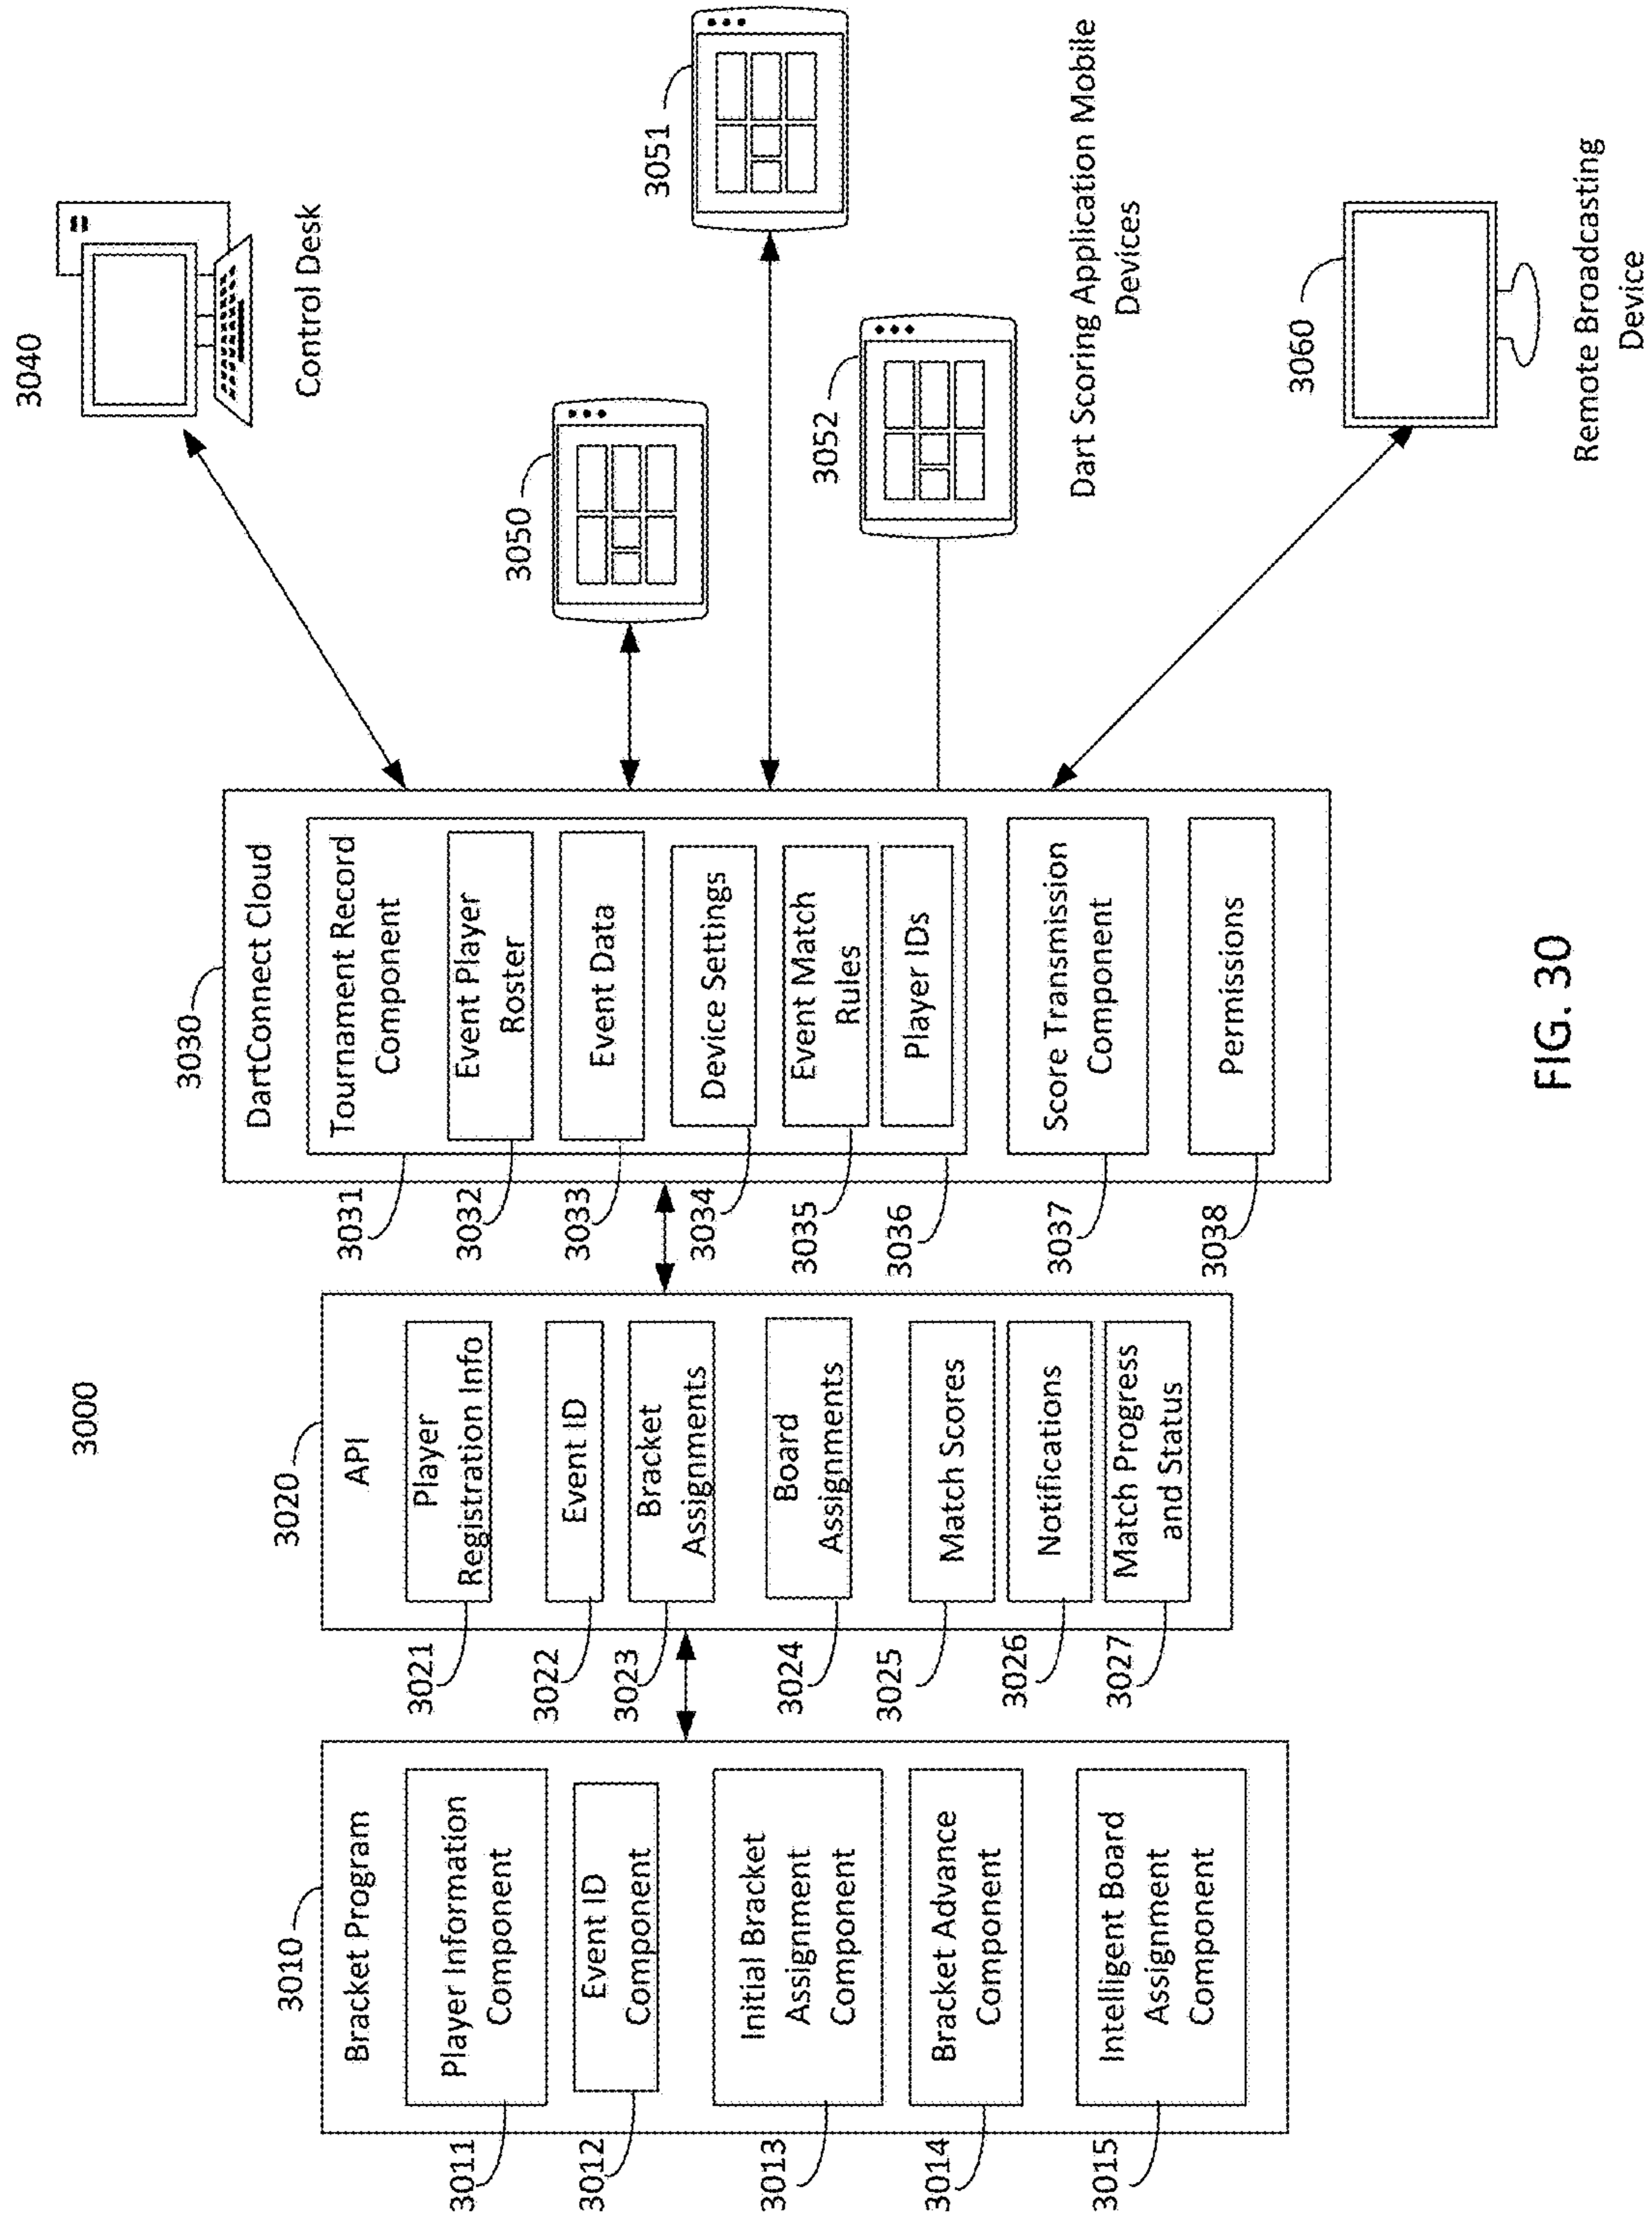 3000
3010
Bracket Program
3011
Player Information
Component
3012
Event ID
Component
3013
Initial Bracket
Assignment
Component
3014
Bracket Advance
Component
3015
Intelligent Board
Assignment
Component
3020
API
3021
Player
Registration Info
3022
Event ID
3023
Bracket
Assignments
3024
Board
Assignments
3025
Match Scores
3026
Notifications
3027
Match Progress
and Status
3030
DartConnect Cloud
3031
Tournament Record
Component
3032
Event Player
Roster
3033
Event Data
3034
Device Settings
3035
Event Match
Rules
3036
Player IDs
3037
Score Transmission
Component
3038
Permissions
3040
Control Desk
3050
3051
3052
Dart Scoring Application Mobile
Devices
3060
Remote Broadcasting
Device
FIG. 30